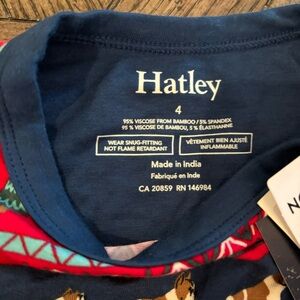 Hatley
4
95% VISCOSE FROM BAMBOO / 5% SPANDEX
95 % VISCOSE DE BAMBOU, 5 % ÉLASTHANNE
WEAR SNUG-FITTING
NOT FLAME RETARDANT
VÊTEMENT BIEN AJUSTÉ
INFLAMMABLE
Made in India
Fabriqué en Inde
CA 20859 RN 146984